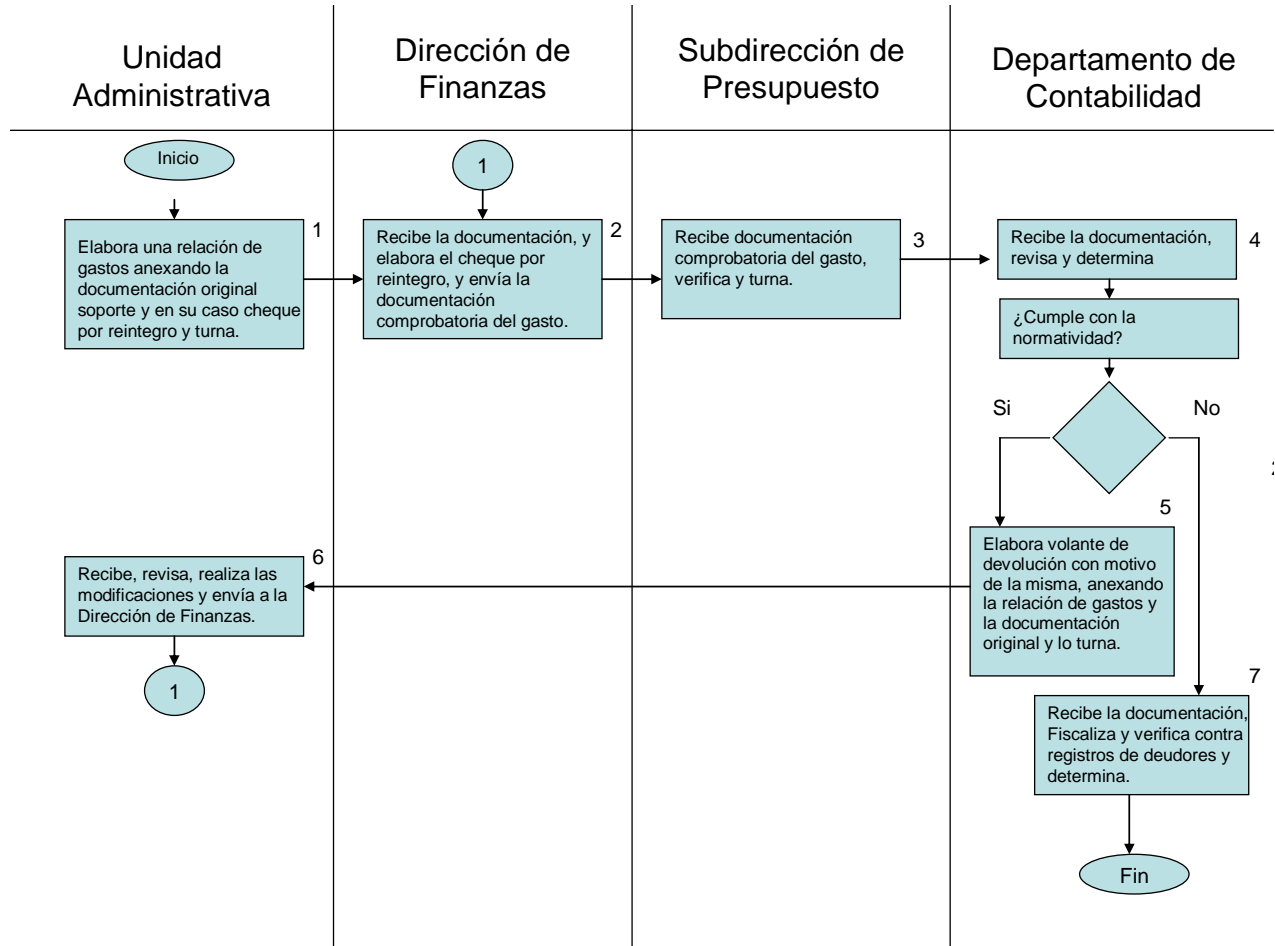 Unidad
Administrativa
Dirección de
Finanzas
Subdirección de
Presupuesto
Departamento de
Contabilidad
Inicio
1
1
Elabora una relación de
gastos anexando la
documentación original
soporte y en su caso cheque
por reintegro y turna.
2
Recibe la documentación, y
elabora el cheque por
reintegro, y envía la
documentación
comprobatoria del gasto.
3
Recibe documentación
comprobatoria del gasto,
verifica y turna.
4
Recibe la documentación,
revisa y determina
¿Cumple con la
normatividad?
Si
No
5
Elabora volante de
devolución con motivo
de la misma, anexando
la relación de gastos y
la documentación
original y lo turna.
6
Recibe, revisa, realiza las
modificaciones y envía a la
Dirección de Finanzas.
1
7
Recibe la documentación,
Fiscaliza y verifica contra
registros de deudores y
determina.
Fin